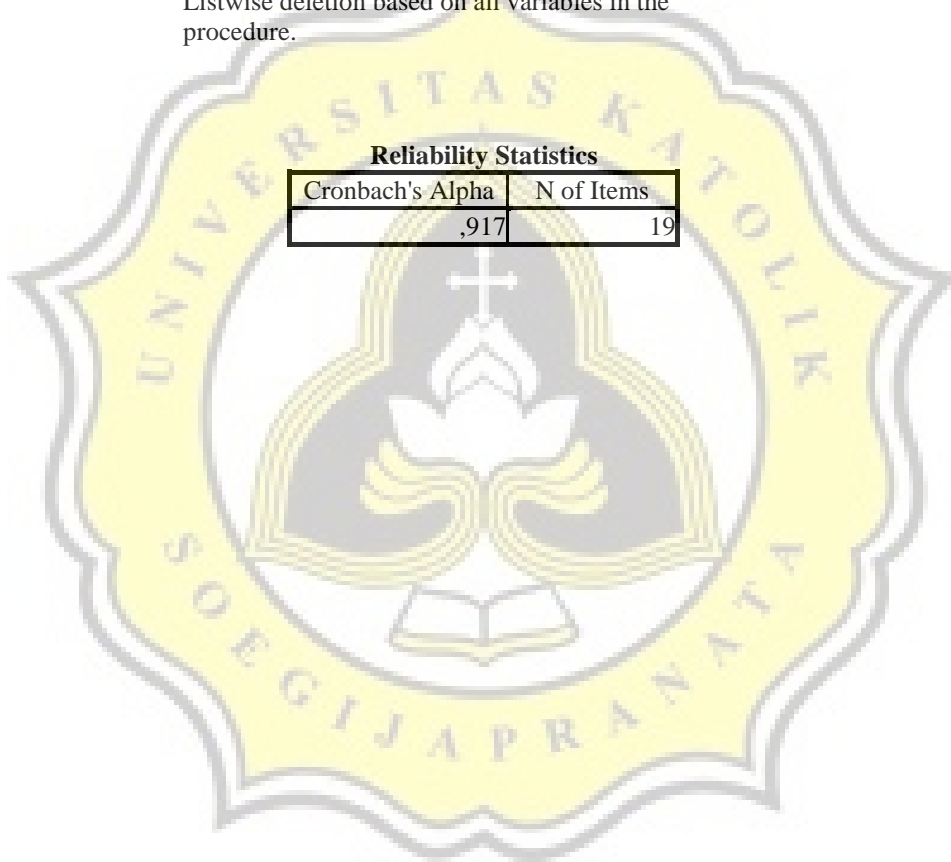 Listwise deletion based on all variables in the
procedure.
Reliability Statistics
Cronbach's Alpha N of Items
,917 19
UNIVERSITAS KATOLIK
SOEGIJAPRANATA